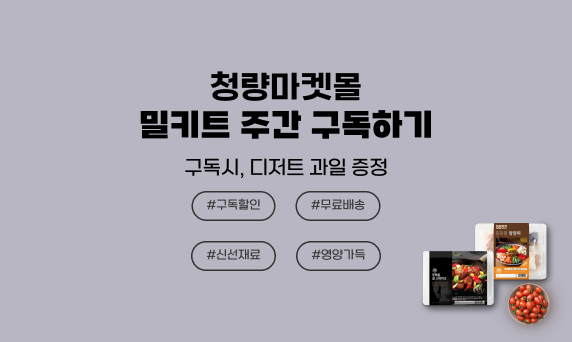 청량마켓몰
밀키트 주간 구독하기
구독시, 디저트 과일 증정
#구독할인 #무료배송
#신선재료 #영양가득